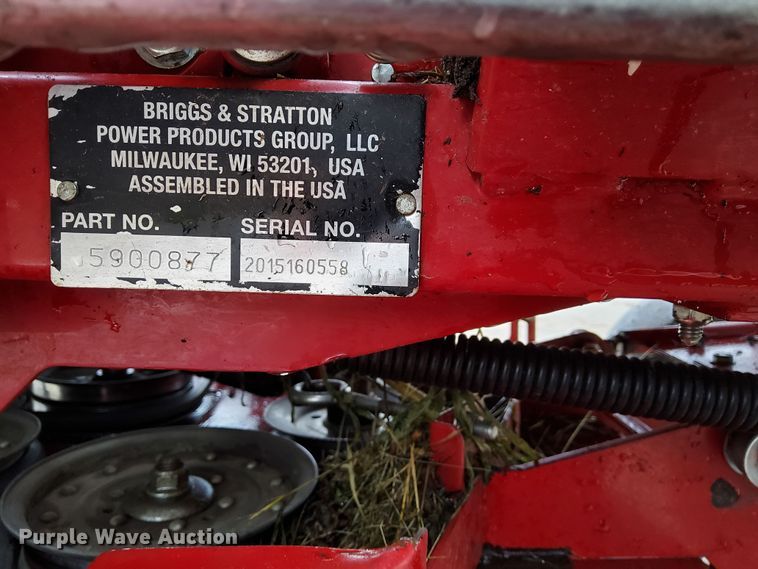 BRIGGS & STRATTON
POWER PRODUCTS GROUP, LLC
MILWAUKEE, WI 53201, USA
ASSEMBLED IN THE USA
PART NO. SERIAL NO.
5900877 2015160558
Purple Wave Auction